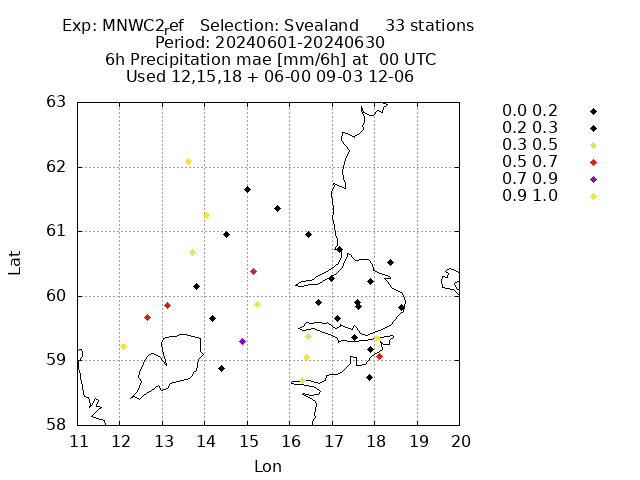 Exp: MNWC2ref   Selection: Svealand     33 stations
Period: 20240601-20240630
6h Precipitation mae [mm/6h] at  00 UTC
Used 12,15,18 + 06-00 09-03 12-06
0.0 0.2
0.2 0.3
0.3 0.5
0.5 0.7
0.7 0.9
0.9 1.0
63
62
61
60
59
58
Lat
11 12 13 14 15 16 17 18 19 20
Lon